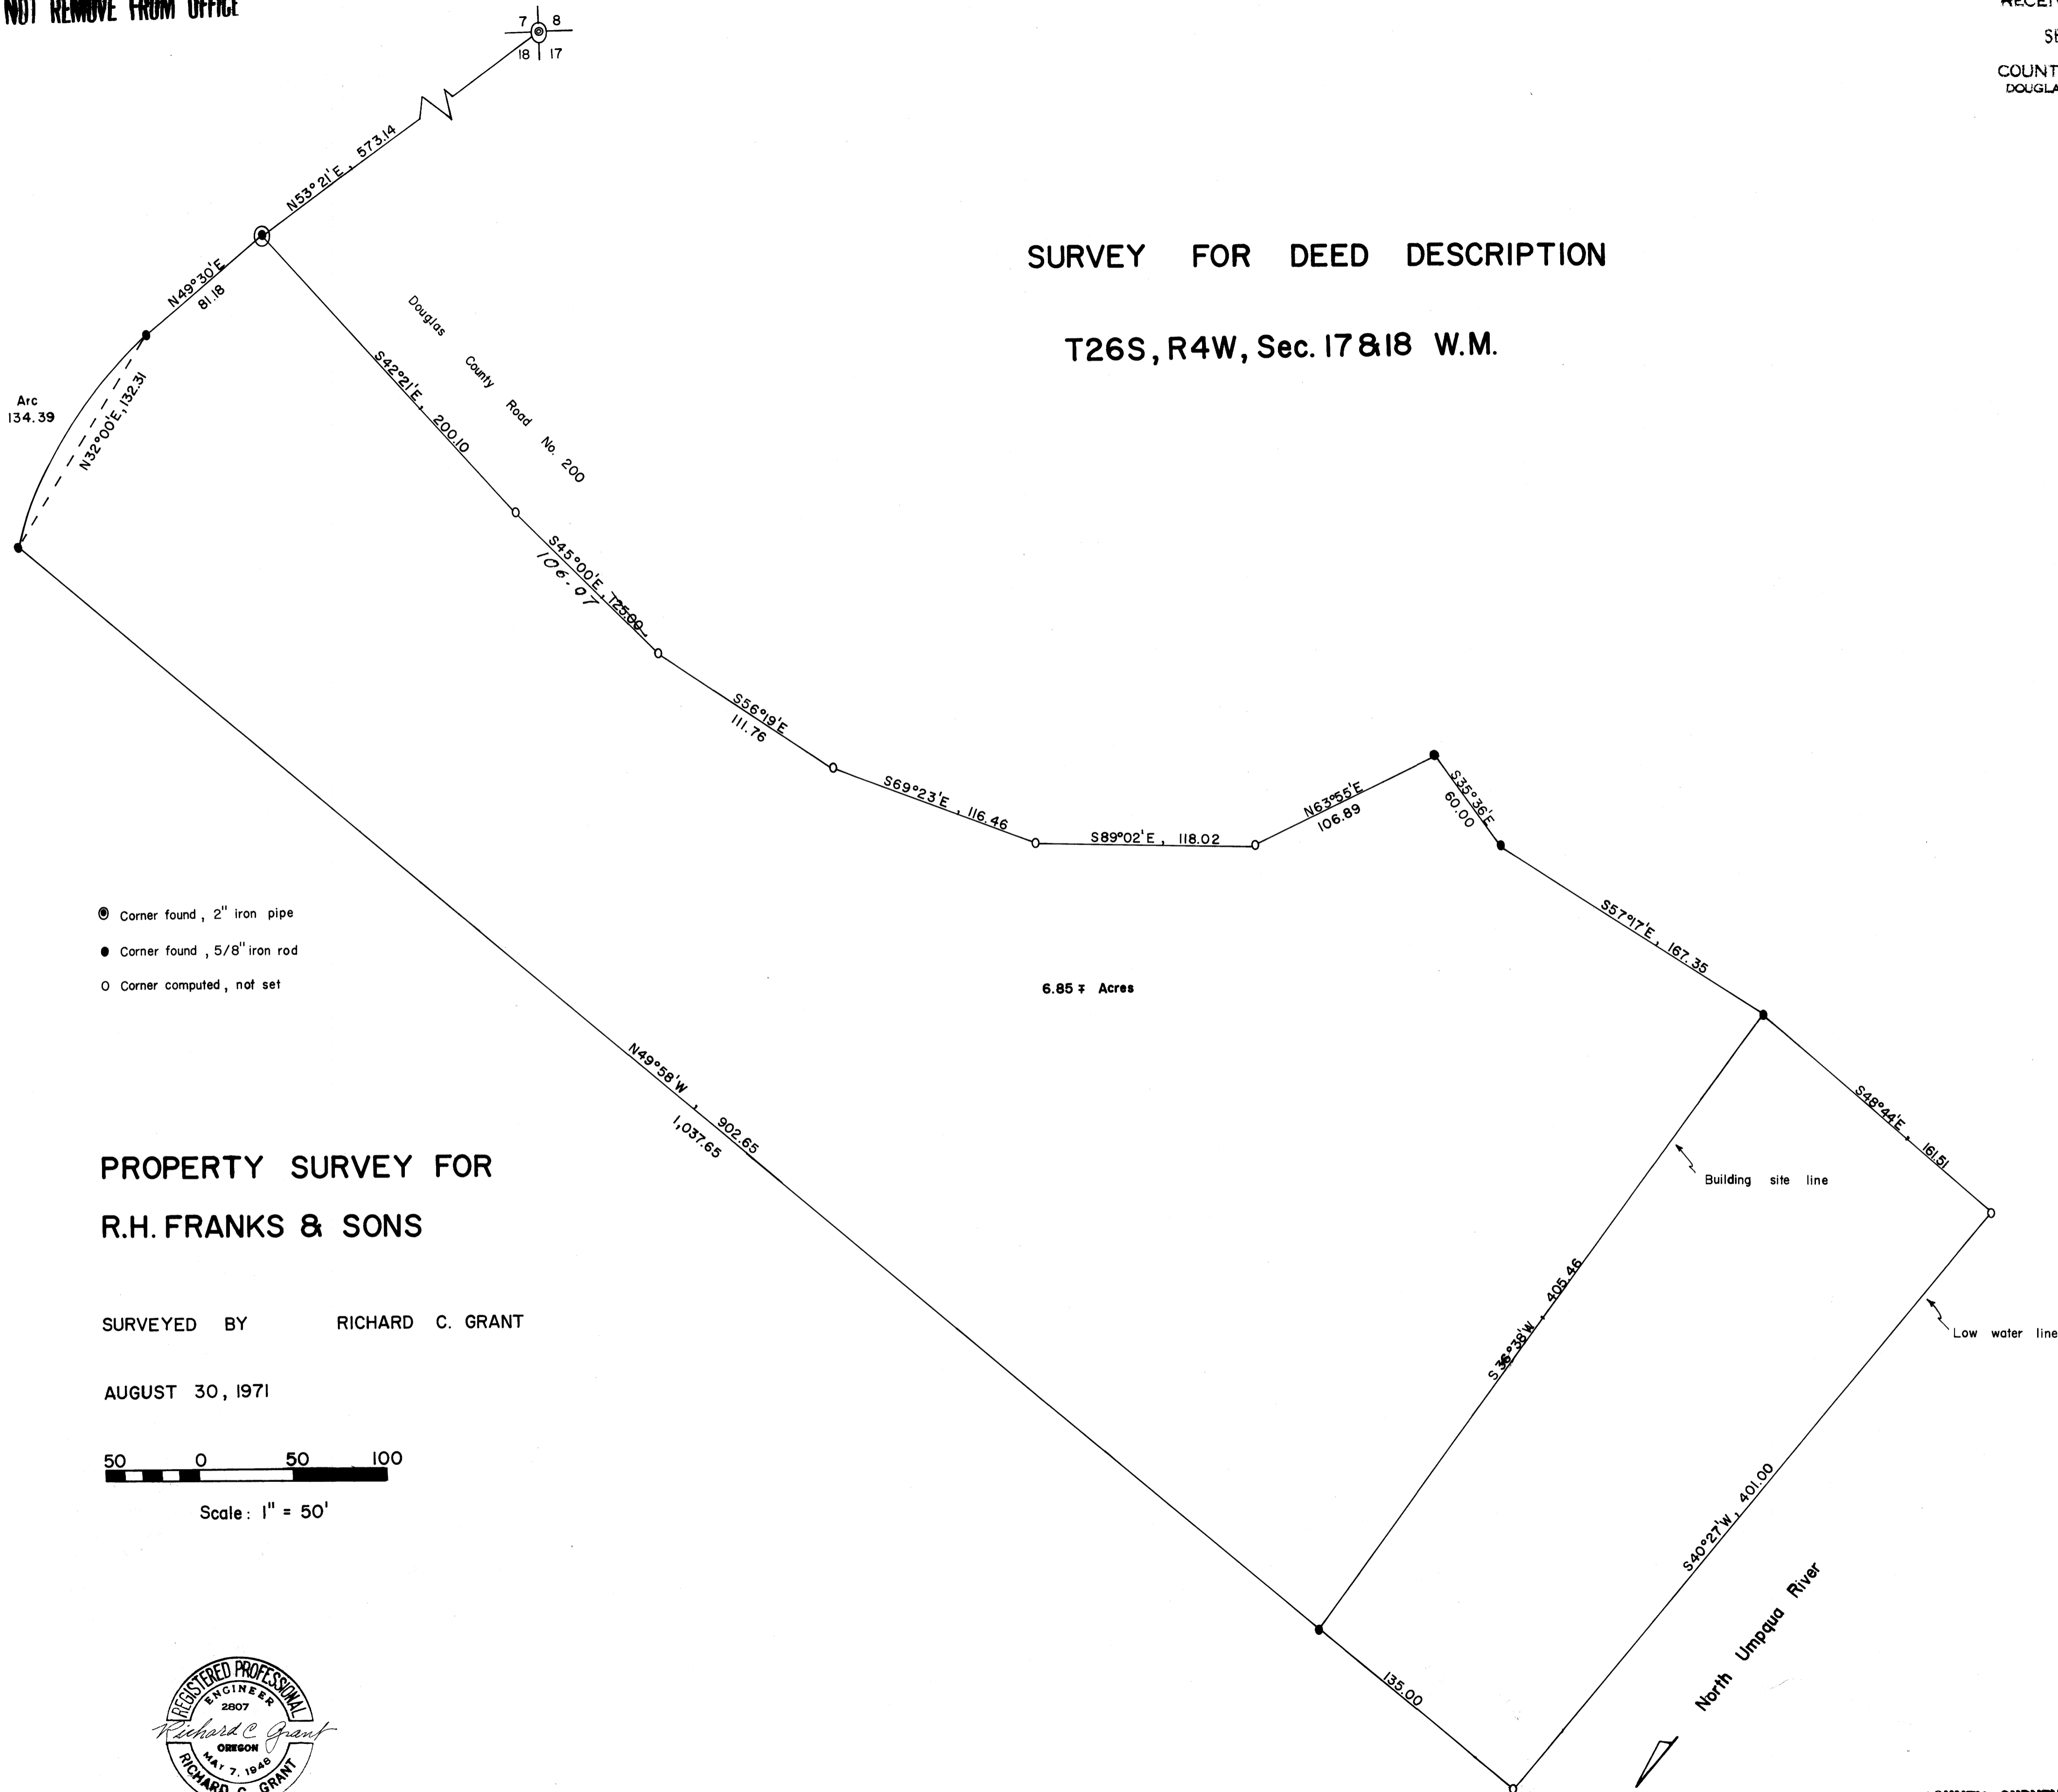 NOT REMOVE FROM OFFICE
COUNT
DOUGLA
7 8
18 17
N53°21'E, 573.14
N49°30'E
81.18
Arc
134.39
N32°00'E, 132.31
Douglas County Road No. 200
S42°21'E, 200.10
SURVEY FOR DEED DESCRIPTION
T26S, R4W, Sec. 17&18 W.M.
S45°00'E, 125.00
106.07
S56°19'E
111.76
S69°23'E, 116.46
S89°02'E, 118.02
N63°55'E
106.89
S35°36'E
60.00
S57°17'E, 167.35
Corner found, 2" iron pipe
Corner found, 5/8" iron rod
Corner computed, not set
6.85 ∓ Acres
N49°58'W, 902.65
1,037.65
S48°44'E, 161.51
Building site line
S36°38'W, 405.46
Low water line
S40°27'W, 401.00
135.00
North Umpqua River
PROPERTY SURVEY FOR
R.H. FRANKS & SONS
SURVEYED BY RICHARD C. GRANT
AUGUST 30, 1971
50 0 50 100
Scale: 1" = 50'
REGISTERED PROFESSIONAL
ENGINEER
2807
Richard C Grant
OREGON
MAY 7, 1948
RICHARD C. GRANT